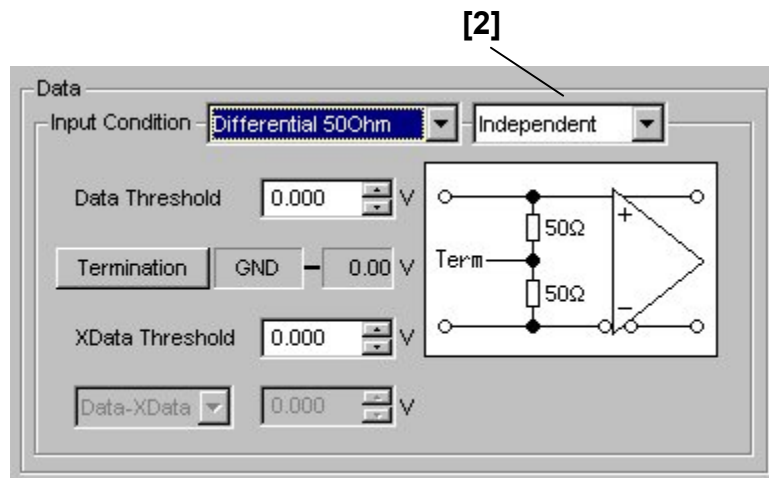 [2]
Data
Input Condition Differential 50Ohm Independent
Data Threshold 0.000 V
50Ω
+
Termination GND - 0.00 V
Term
50Ω
-
XData Threshold 0.000 V
Data-XData 0.000 V